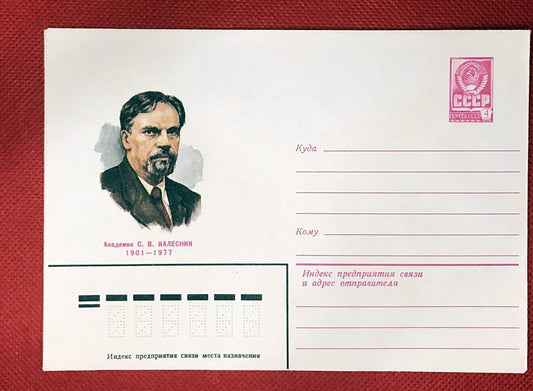 СССР
ПОЧТА СССР 4
Куда
Академик С. В. КАЛЕСНИК
1901—1977
Кому
Индекс предприятия связи
и адрес отправителя
Индекс предприятия связи места назначения